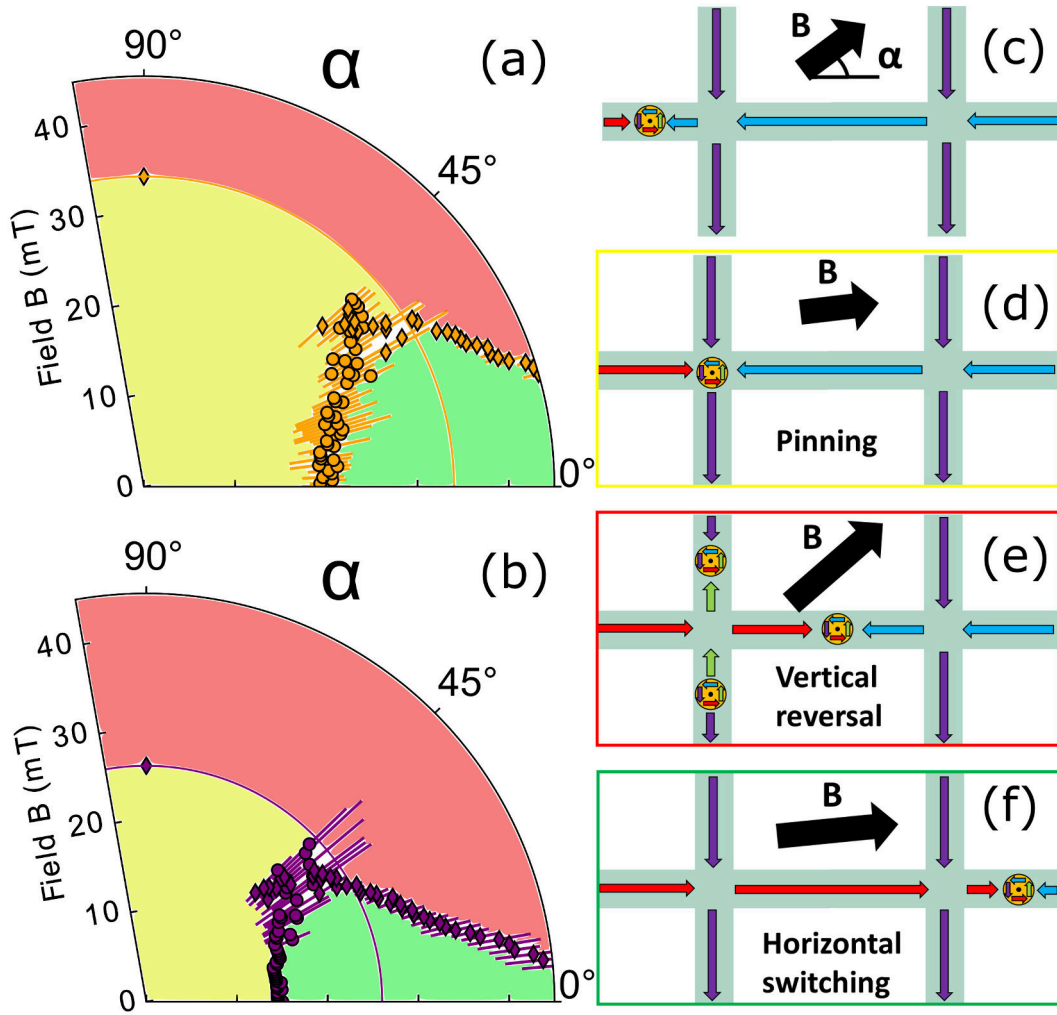 90°
α
(a)
45°
40
30
20
10
0
0°
Field B (mT)
90°
α
(b)
45°
40
30
20
10
0
0°
Field B (mT)
B
α
(c)
B
(d)
Pinning
B
(e)
Vertical
reversal
B
(f)
Horizontal
switching